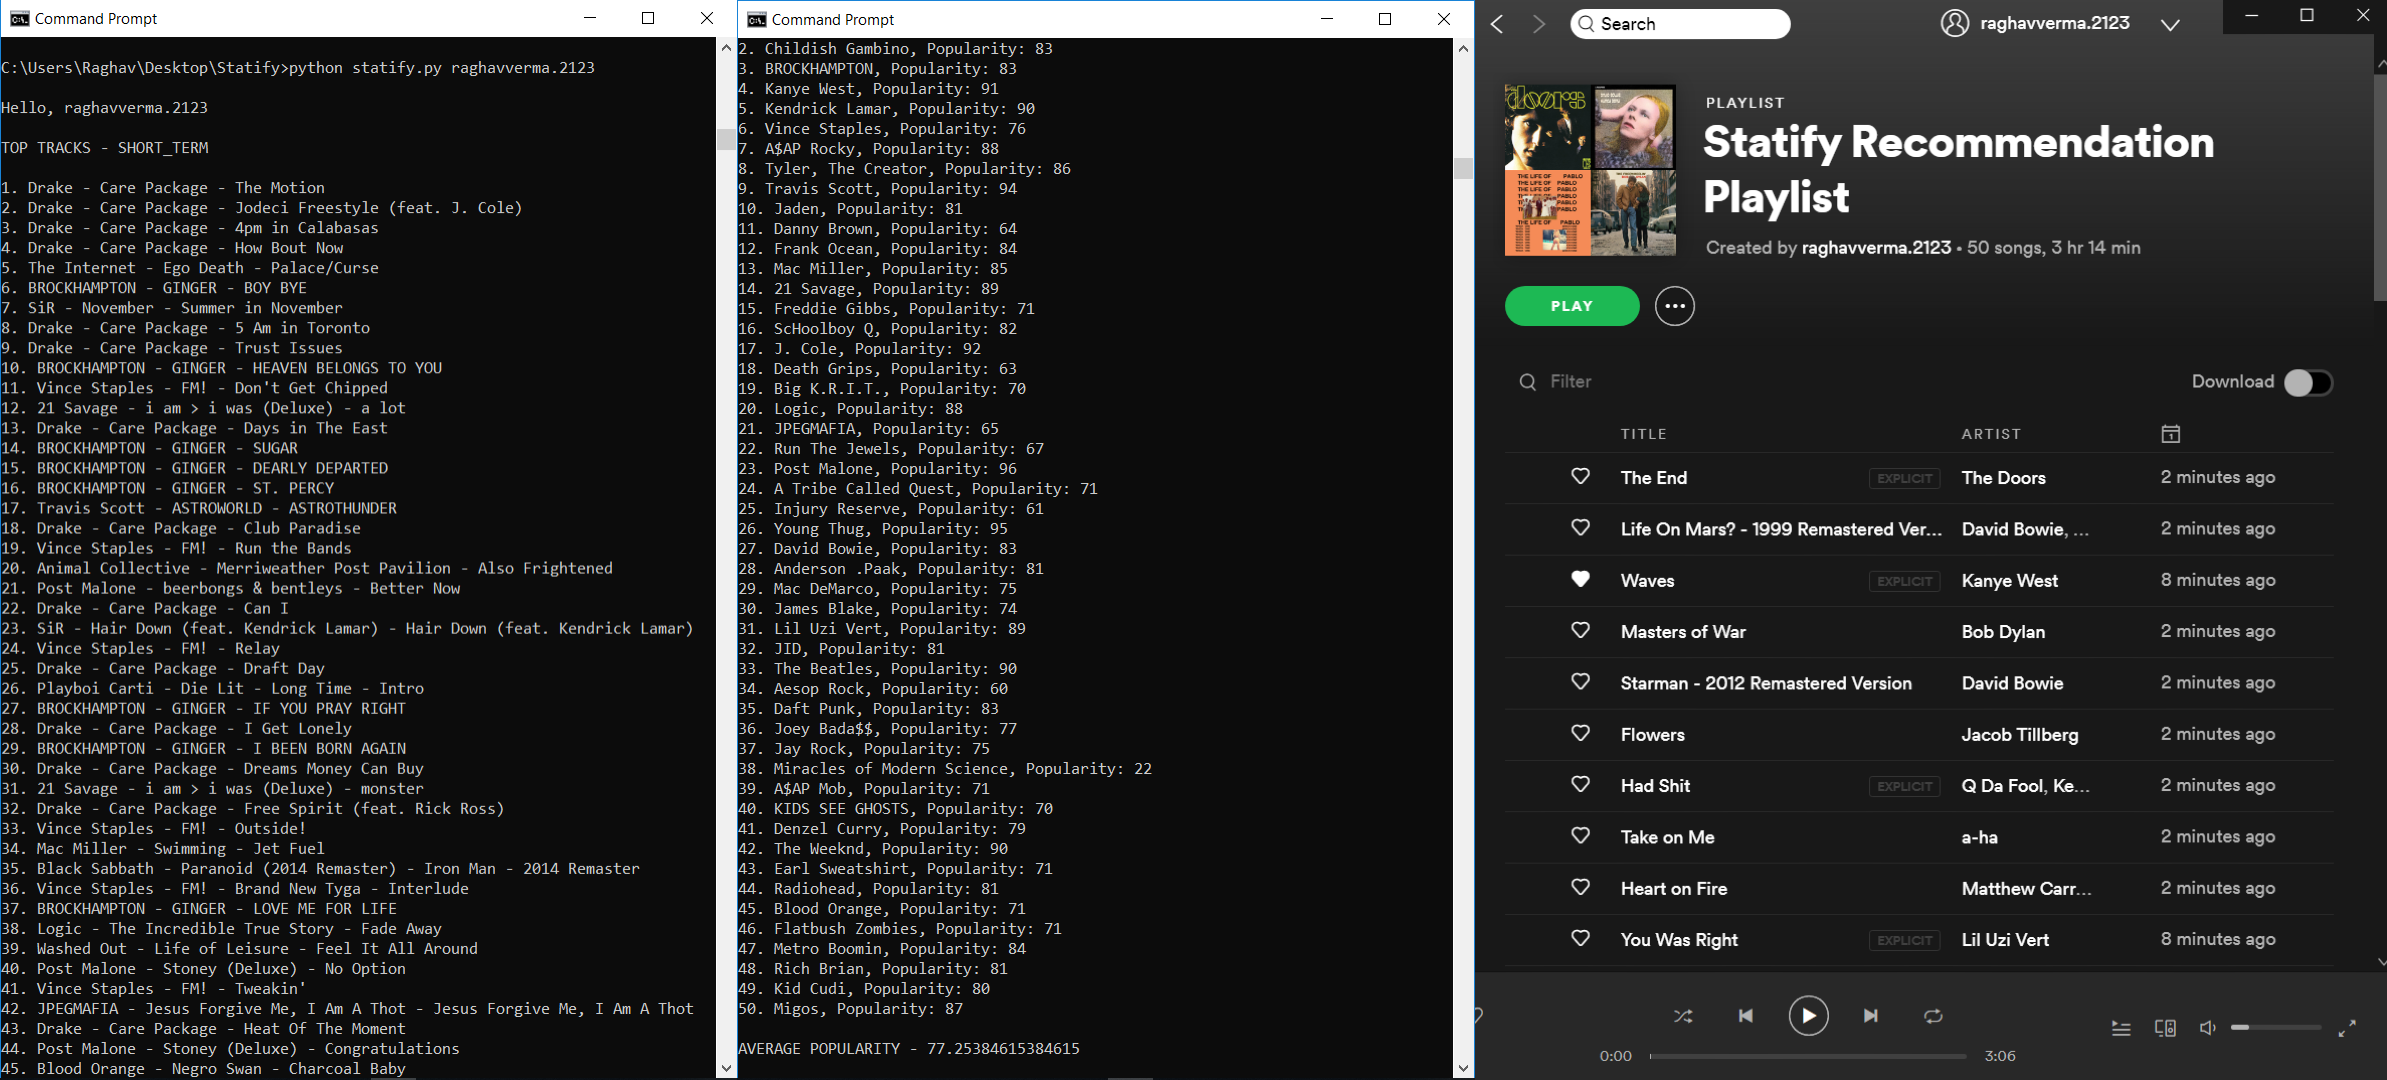 Command Prompt
C:\Users\Raghav\Desktop\Statify>python statify.py raghavverma.2123
Hello, raghavverma.2123
TOP TRACKS - SHORT_TERM
1. Drake - Care Package - The Motion
2. Drake - Care Package - Jodeci Freestyle (feat. J. Cole)
3. Drake - Care Package - 4pm in Calabasas
4. Drake - Care Package - How Bout Now
5. The Internet - Ego Death - Palace/Curse
6. BROCKHAMPTON - GINGER - BOY BYE
7. SiR - November - Summer in November
8. Drake - Care Package - 5 Am in Toronto
9. Drake - Care Package - Trust Issues
10. BROCKHAMPTON - GINGER - HEAVEN BELONGS TO YOU
11. Vince Staples - FM! - Don't Get Chipped
12. 21 Savage - i am > i was (Deluxe) - a lot
13. Drake - Care Package - Days in The East
14. BROCKHAMPTON - GINGER - SUGAR
15. BROCKHAMPTON - GINGER - DEARLY DEPARTED
16. BROCKHAMPTON - GINGER - ST. PERCY
17. Travis Scott - ASTROWORLD - ASTROTHUNDER
18. Drake - Care Package - Club Paradise
19. Vince Staples - FM! - Run the Bands
20. Animal Collective - Merriweather Post Pavilion - Also Frightened
21. Post Malone - beerbongs & bentleys - Better Now
22. Drake - Care Package - Can I
23. SiR - Hair Down (feat. Kendrick Lamar) - Hair Down (feat. Kendrick Lamar)
24. Vince Staples - FM! - Relay
25. Drake - Care Package - Draft Day
26. Playboi Carti - Die Lit - Long Time - Intro
27. BROCKHAMPTON - GINGER - IF YOU PRAY RIGHT
28. Drake - Care Package - I Get Lonely
29. BROCKHAMPTON - GINGER - I BEEN BORN AGAIN
30. Drake - Care Package - Dreams Money Can Buy
31. 21 Savage - i am > i was (Deluxe) - monster
32. Drake - Care Package - Free Spirit (feat. Rick Ross)
33. Vince Staples - FM! - Outside!
34. Mac Miller - Swimming - Jet Fuel
35. Black Sabbath - Paranoid (2014 Remaster) - Iron Man - 2014 Remaster
36. Vince Staples - FM! - Brand New Tyga - Interlude
37. BROCKHAMPTON - GINGER - LOVE ME FOR LIFE
38. Logic - The Incredible True Story - Fade Away
39. Washed Out - Life of Leisure - Feel It All Around
40. Post Malone - Stoney (Deluxe) - No Option
41. Vince Staples - FM! - Tweakin'
42. JPEGMAFIA - Jesus Forgive Me, I Am A Thot - Jesus Forgive Me, I Am A Thot
43. Drake - Care Package - Heat Of The Moment
44. Post Malone - Stoney (Deluxe) - Congratulations
45. Blood Orange - Negro Swan - Charcoal Baby
Command Prompt
2. Childish Gambino, Popularity: 83
3. BROCKHAMPTON, Popularity: 83
4. Kanye West, Popularity: 91
5. Kendrick Lamar, Popularity: 90
6. Vince Staples, Popularity: 76
7. A$AP Rocky, Popularity: 88
8. Tyler, The Creator, Popularity: 86
9. Travis Scott, Popularity: 94
10. Jaden, Popularity: 81
11. Danny Brown, Popularity: 64
12. Frank Ocean, Popularity: 84
13. Mac Miller, Popularity: 85
14. 21 Savage, Popularity: 89
15. Freddie Gibbs, Popularity: 71
16. ScHoolboy Q, Popularity: 82
17. J. Cole, Popularity: 92
18. Death Grips, Popularity: 63
19. Big K.R.I.T., Popularity: 70
20. Logic, Popularity: 88
21. JPEGMAFIA, Popularity: 65
22. Run The Jewels, Popularity: 67
23. Post Malone, Popularity: 96
24. A Tribe Called Quest, Popularity: 71
25. Injury Reserve, Popularity: 61
26. Young Thug, Popularity: 95
27. David Bowie, Popularity: 83
28. Anderson .Paak, Popularity: 81
29. Mac DeMarco, Popularity: 75
30. James Blake, Popularity: 74
31. Lil Uzi Vert, Popularity: 89
32. JID, Popularity: 81
33. The Beatles, Popularity: 90
34. Aesop Rock, Popularity: 60
35. Daft Punk, Popularity: 83
36. Joey Bada$$, Popularity: 77
37. Jay Rock, Popularity: 75
38. Miracles of Modern Science, Popularity: 22
39. A$AP Mob, Popularity: 71
40. KIDS SEE GHOSTS, Popularity: 70
41. Denzel Curry, Popularity: 79
42. The Weeknd, Popularity: 90
43. Earl Sweatshirt, Popularity: 71
44. Radiohead, Popularity: 81
45. Blood Orange, Popularity: 71
46. Flatbush Zombies, Popularity: 71
47. Metro Boomin, Popularity: 84
48. Rich Brian, Popularity: 81
49. Kid Cudi, Popularity: 80
50. Migos, Popularity: 87
AVERAGE POPULARITY - 77.25384615384615
Search
raghavverma.2123
doors
THE LIFE OF PABLO
PLAYLIST
Statify Recommendation
Playlist
Created by raghavverma.2123 • 50 songs, 3 hr 14 min
PLAY
Filter
Download
TITLE ARTIST
The End EXPLICIT The Doors 2 minutes ago
Life On Mars? - 1999 Remastered Ver... David Bowie, ... 2 minutes ago
Waves EXPLICIT Kanye West 8 minutes ago
Masters of War Bob Dylan 2 minutes ago
Starman - 2012 Remastered Version David Bowie 2 minutes ago
Flowers Jacob Tillberg 2 minutes ago
Had Shit EXPLICIT Q Da Fool, Ke... 2 minutes ago
Take on Me a-ha 2 minutes ago
Heart on Fire Matthew Carr... 2 minutes ago
You Was Right EXPLICIT Lil Uzi Vert 8 minutes ago
0:00 3:06